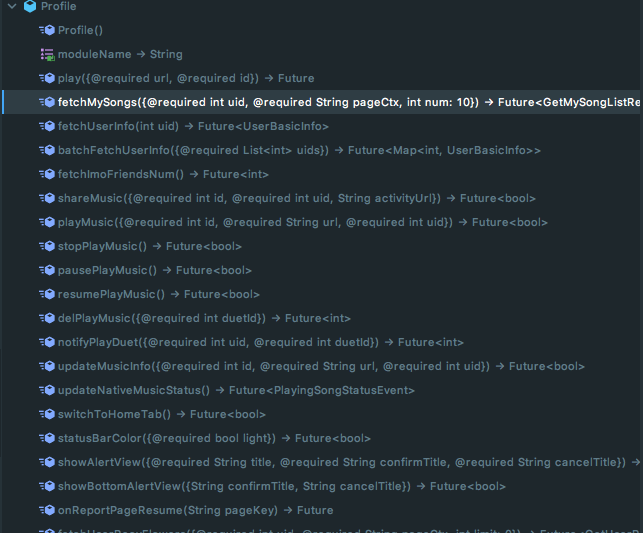 Profile
Profile()
moduleName → String
play({@required url, @required id}) → Future
fetchMySongs({@required int uid, @required String pageCtx, int num: 10}) → Future<GetMySongListRe
fetchUserInfo(int uid) → Future<UserBasicInfo>
batchFetchUserInfo({@required List<int> uids}) → Future<Map<int, UserBasicInfo>>
fetchImoFriendsNum() → Future<int>
shareMusic({@required int id, @required int uid, String activityUrl}) → Future<bool>
playMusic({@required int id, @required String url, @required int uid}) → Future<bool>
stopPlayMusic() → Future<bool>
pausePlayMusic() → Future<bool>
resumePlayMusic() → Future<bool>
delPlayMusic({@required int duetId}) → Future<int>
notifyPlayDuet({@required int uid, @required int duetId}) → Future<int>
updateMusicInfo({@required int id, @required String url, @required int uid}) → Future<bool>
updateNativeMusicStatus() → Future<PlayingSongStatusEvent>
switchToHomeTab() → Future<bool>
statusBarColor({@required bool light}) → Future<bool>
showAlertView({@required String title, @required String confirmTitle, @required String cancelTitle}) →
showBottomAlertView({String confirmTitle, String cancelTitle}) → Future<bool>
onReportPageResume(String pageKey) → Future